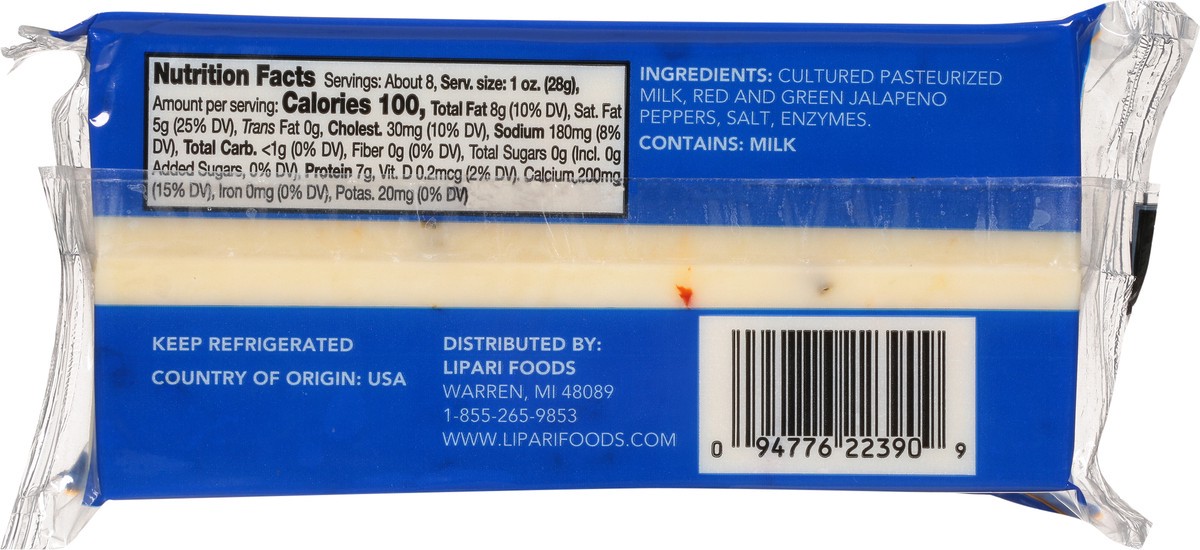 Nutrition Facts Servings: About 8, Serv. size: 1 oz. (28g),
Amount per serving: Calories 100, Total Fat 8g (10% DV), Sat. Fat
5g (25% DV), Trans Fat 0g, Cholest. 30mg (10% DV), Sodium 180mg (8%
DV), Total Carb. <1g (0% DV), Fiber 0g (0% DV), Total Sugars 0g (Incl. 0g
Added Sugars, 0% DV), Protein 7g, Vit. D 0.2mcg (2% DV). Calcium 200mg
(15% DV), Iron 0mg (0% DV), Potas. 20mg (0% DV)
INGREDIENTS: CULTURED PASTEURIZED
MILK, RED AND GREEN JALAPENO
PEPPERS, SALT, ENZYMES.
CONTAINS: MILK
KEEP REFRIGERATED
COUNTRY OF ORIGIN: USA
DISTRIBUTED BY:
LIPARI FOODS
WARREN, MI 48089
1-855-265-9853
WWW.LIPARIFOODS.COM
0 94776 22390 9